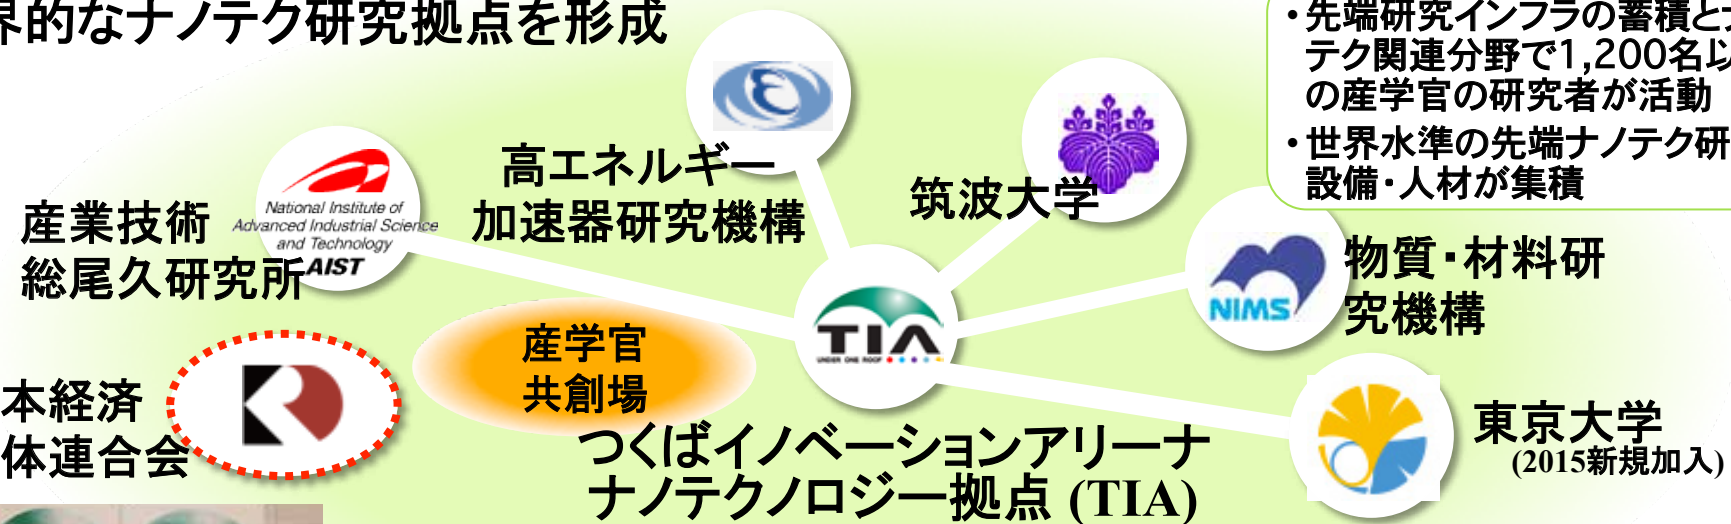 界的なナノテク研究拠点を形成
・先端研究インフラの蓄積と
テク関連分野で1,200名以
の産学官の研究者が活動
・世界水準の先端ナノテク研
設備・人材が集積
高エネルギー
加速器研究機構
筑波大学
産業技術
総尾久研究所
National Institute of
Advanced Industrial Science
and Technology
AIST
物質・材料研
究機構
NIMS
産学官
共創場
TIA
UNDER ONE ROOF
本経済
体連合会
東京大学
(2015新規加入)
つくばイノベーションアリーナ
ナノテクノロジー拠点 (TIA)